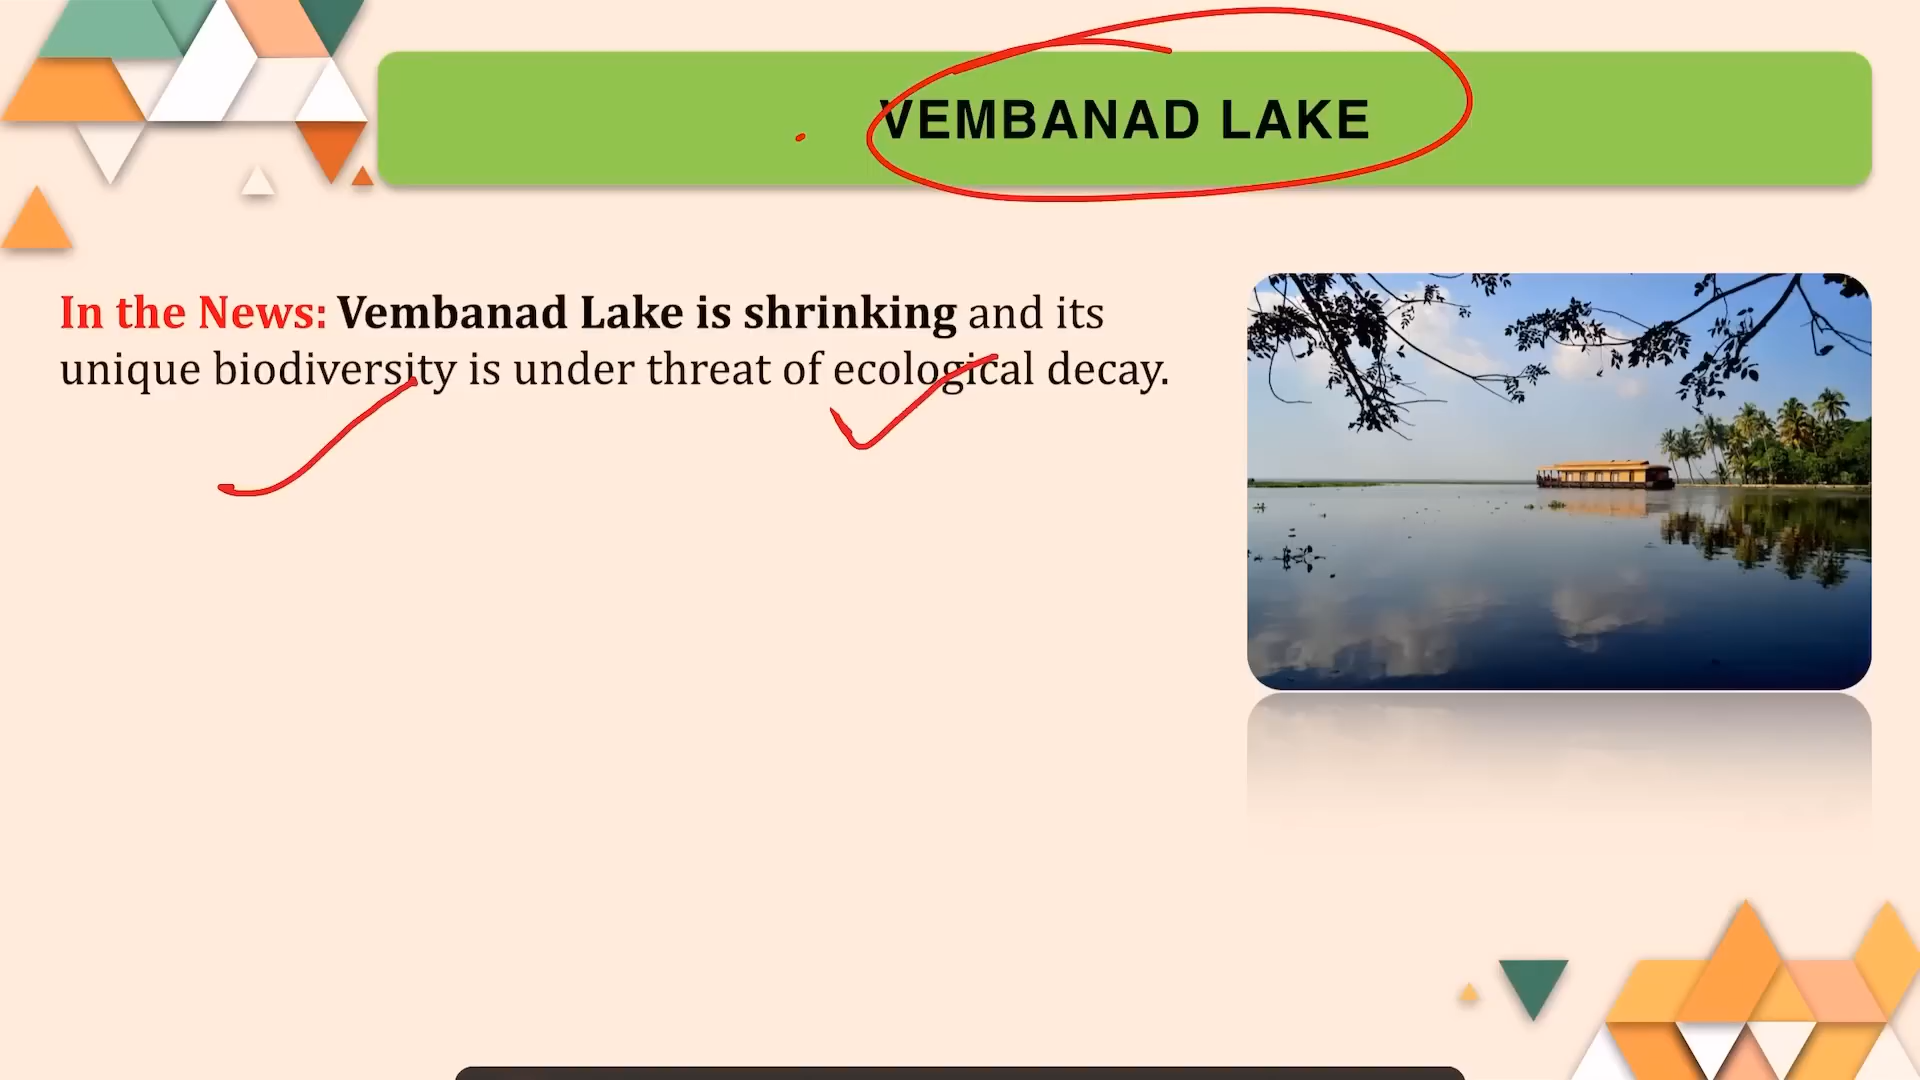 VEMBANAD LAKE
In the News: Vembanad Lake is shrinking and its
unique biodiversity is under threat of ecological decay.